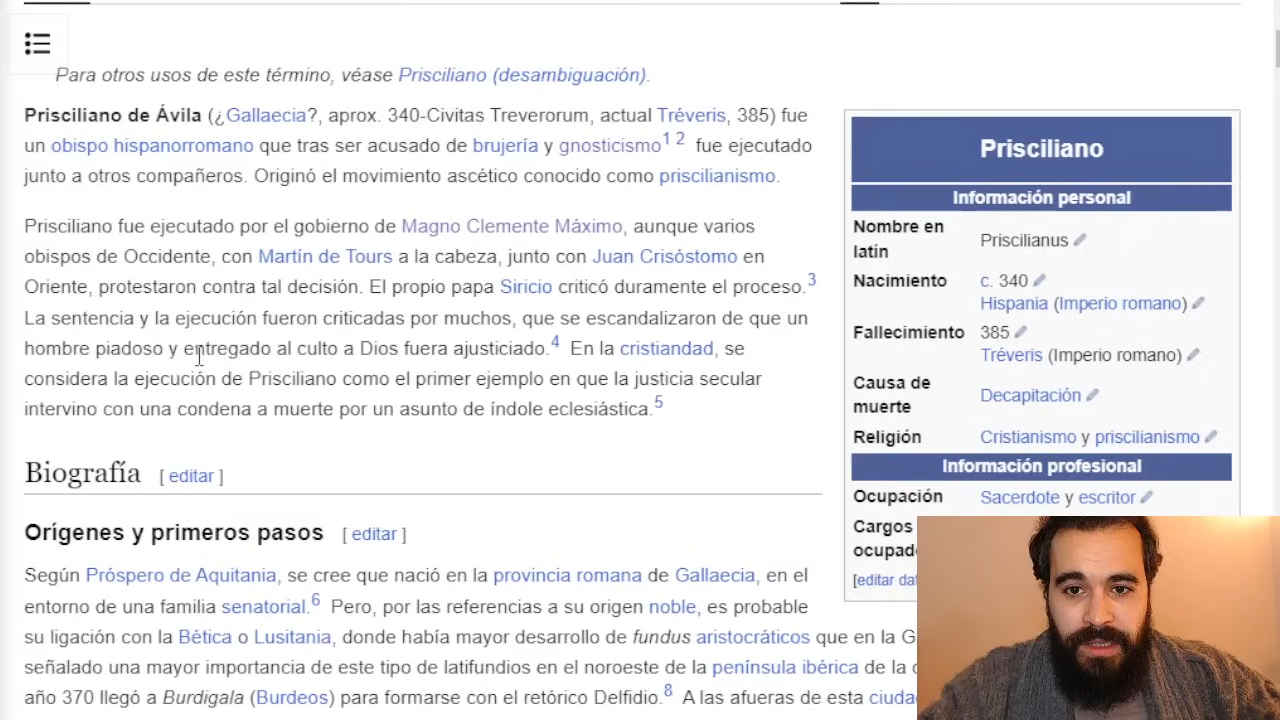 Para otros usos de este término, véase Prisciliano (desambiguación).
Prisciliano de Ávila (¿Gallaecia?, aprox. 340-Civitas Treverorum, actual Tréveris, 385) fue
un obispo hispanorromano que tras ser acusado de brujería y gnosticismo1 2 fue ejecutado
junto a otros compañeros. Originó el movimiento ascético conocido como priscilianismo.
Prisciliano fue ejecutado por el gobierno de Magno Clemente Máximo, aunque varios
obispos de Occidente, con Martín de Tours a la cabeza, junto con Juan Crisóstomo en
Oriente, protestaron contra tal decisión. El propio papa Siricio criticó duramente el proceso.3
La sentencia y la ejecución fueron criticadas por muchos, que se escandalizaron de que un
hombre piadoso y entregado al culto a Dios fuera ajusticiado.4 En la cristiandad, se
considera la ejecución de Prisciliano como el primer ejemplo en que la justicia secular
intervino con una condena a muerte por un asunto de índole eclesiástica.5
Biografía [ editar ]
Orígenes y primeros pasos [ editar ]
Según Próspero de Aquitania, se cree que nació en la provincia romana de Gallaecia, en el
entorno de una familia senatorial.6 Pero, por las referencias a su origen noble, es probable
su ligación con la Bética o Lusitania, donde había mayor desarrollo de fundus aristocráticos que en la G
señalado una mayor importancia de este tipo de latifundios en el noroeste de la península ibérica de la
año 370 llegó a Burdigala (Burdeos) para formarse con el retórico Delfidio.8 A las afueras de esta ciuda
Prisciliano
Información personal
Nombre en
latín
Priscilianus
Nacimiento
c. 340
Hispania (Imperio romano)
Fallecimiento
385
Tréveris (Imperio romano)
Causa de
muerte
Decapitación
Religión
Cristianismo y priscilianismo
Información profesional
Ocupación
Sacerdote y escritor
Cargos
ocupad
[editar dat